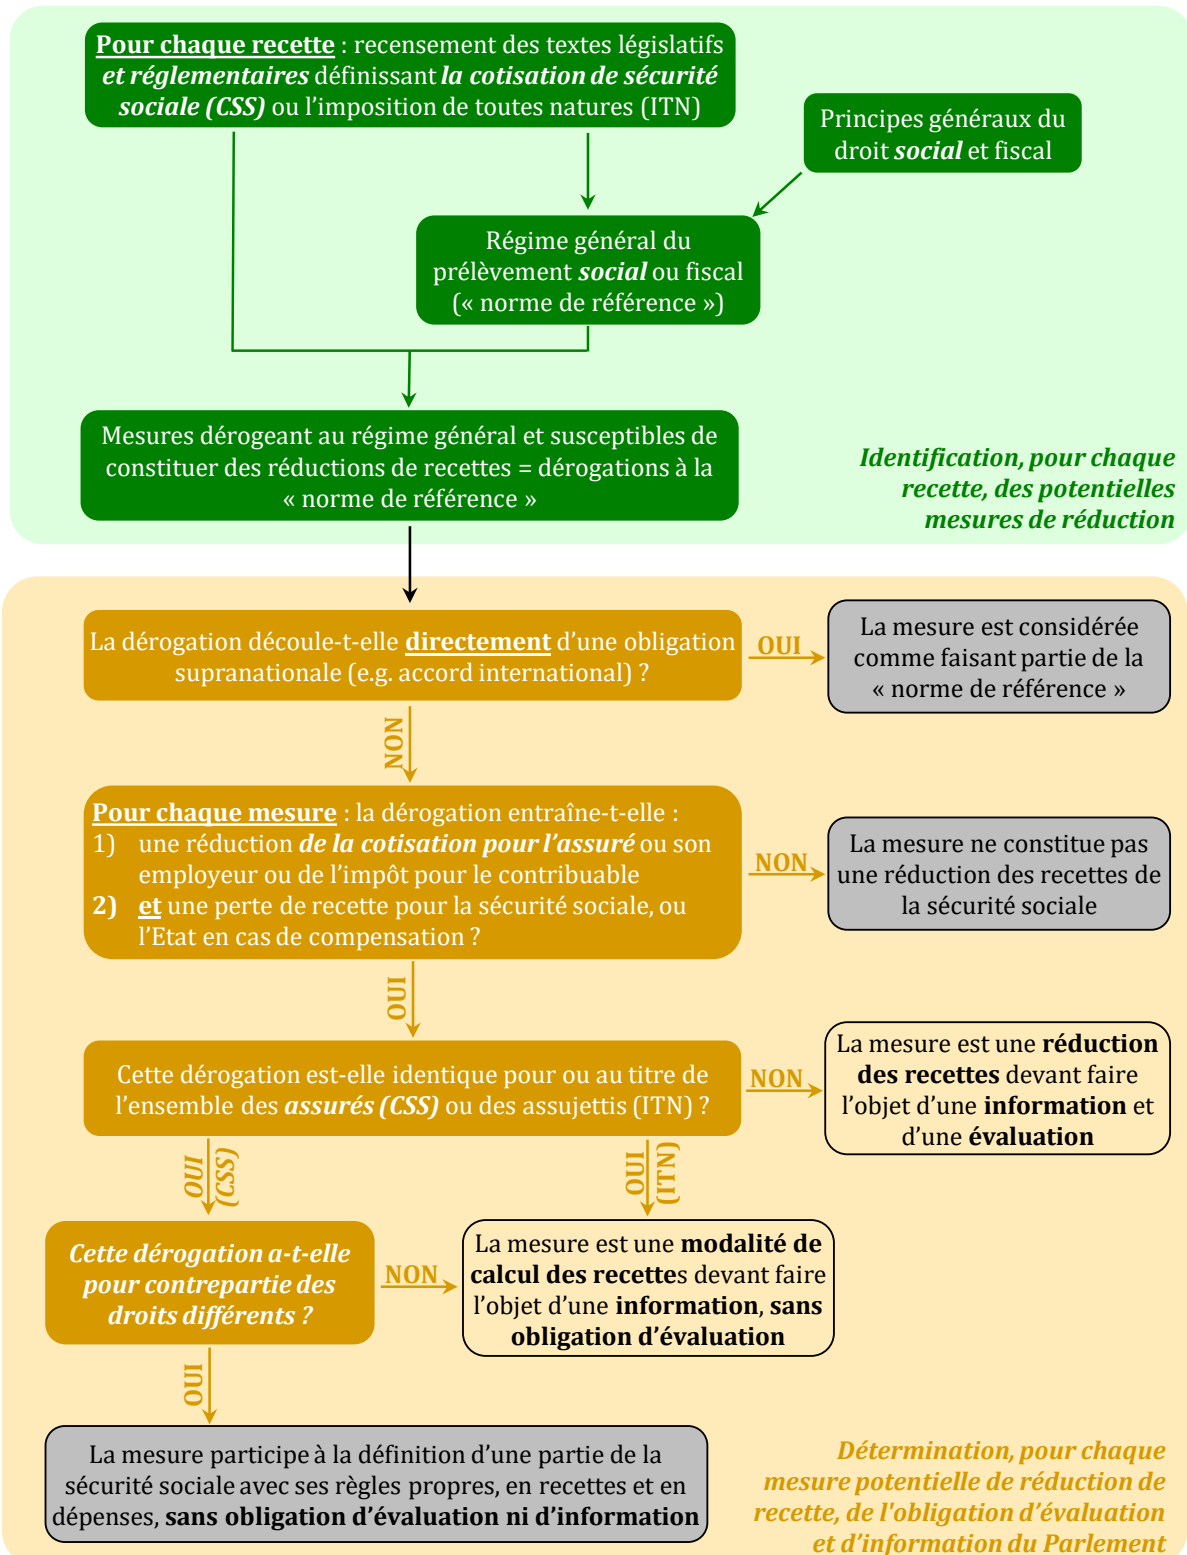 Pour chaque recette : recensement des textes législatifs
et réglementaires définissant la cotisation de sécurité
sociale (CSS) ou l'imposition de toutes natures (ITN)
Principes généraux du
droit social et fiscal
Régime général du
prélèvement social ou fiscal
(« norme de référence »)
Mesures dérogeant au régime général et susceptibles de
constituer des réductions de recettes = dérogations à la
« norme de référence »
Identification, pour chaque
recette, des potentielles
mesures de réduction
La dérogation découle-t-elle directement d'une obligation
supranationale (e.g. accord international) ?
OUI
La mesure est considérée
comme faisant partie de la
« norme de référence »
NON
Pour chaque mesure : la dérogation entraîne-t-elle :
1) une réduction de la cotisation pour l'assuré ou son
employeur ou de l'impôt pour le contribuable
2) et une perte de recette pour la sécurité sociale, ou
l'Etat en cas de compensation ?
NON
La mesure ne constitue pas
une réduction des recettes de
la sécurité sociale
OUI
Cette dérogation est-elle identique pour ou au titre de
l'ensemble des assurés (CSS) ou des assujettis (ITN) ?
NON
La mesure est une réduction
des recettes devant faire
l'objet d'une information et
d'une évaluation
OUI
(CSS)
OUI
(ITN)
Cette dérogation a-t-elle
pour contrepartie des
droits différents ?
NON
La mesure est une modalité de
calcul des recettes devant faire
l'objet d'une information, sans
obligation d'évaluation
OUI
La mesure participe à la définition d'une partie de la
sécurité sociale avec ses règles propres, en recettes et en
dépenses, sans obligation d'évaluation ni d'information
Détermination, pour chaque
mesure potentielle de réduction de
recette, de l'obligation d'évaluation
et d'information du Parlement